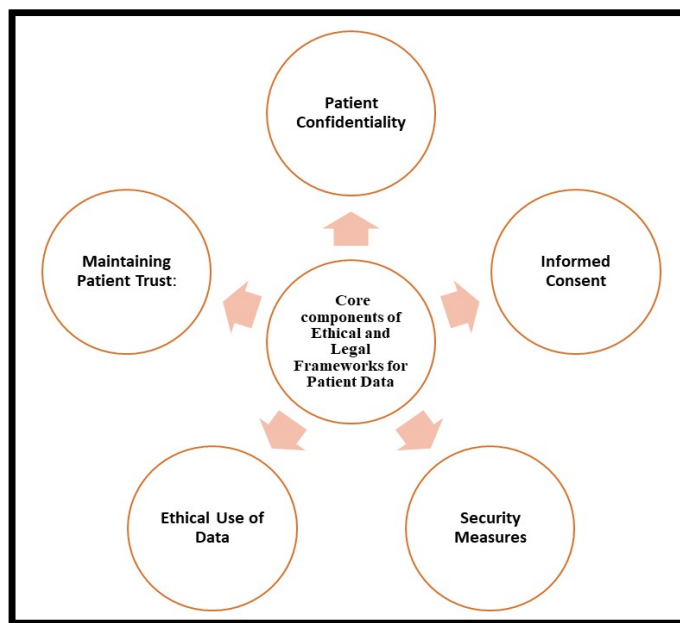 Patient
Confidentiality
Maintaining
Patient Trust:
Informed
Consent
Core
components of
Ethical and
Legal
Frameworks for
Patient Data
Ethical Use of
Data
Security
Measures